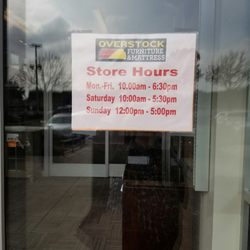 OVERSTOCK
FURNITURE
& MATTRESS
Store Hours
Mon.-Fri. 10:00am - 6:30pm
Saturday 10:00am - 5:30pm
Sunday 12:00pm - 5:00pm